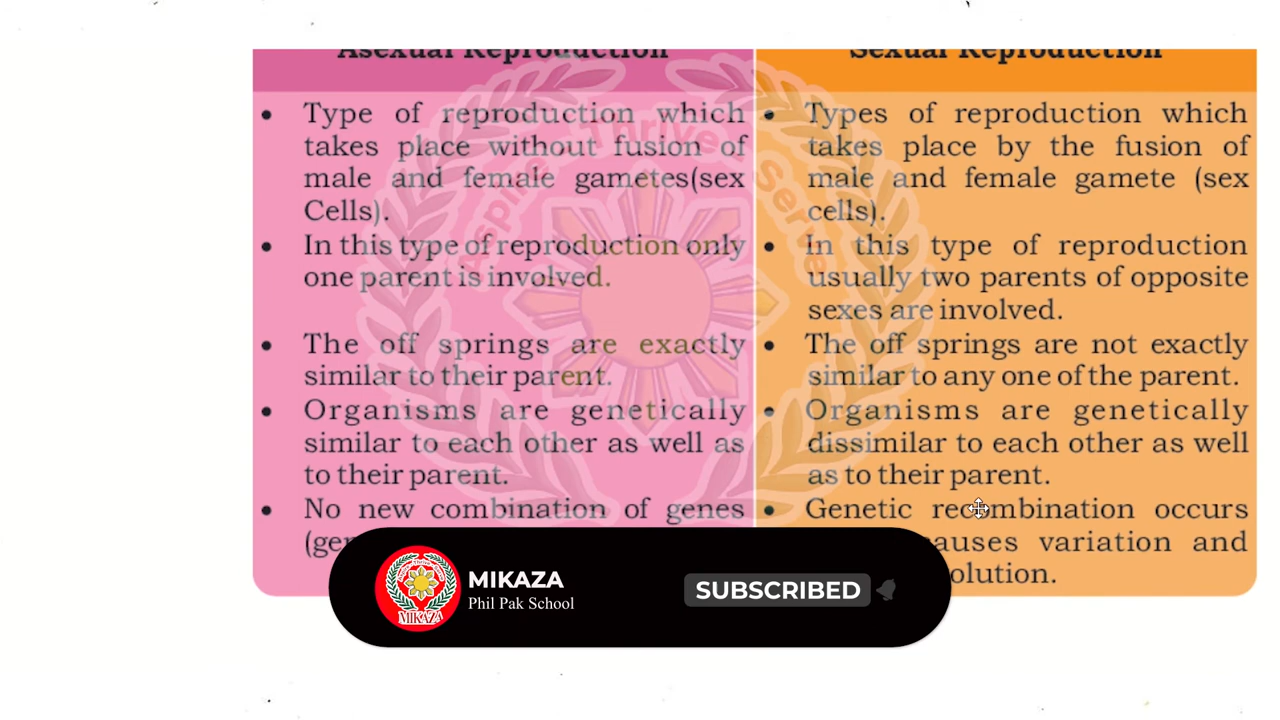 Asexual Reproduction
Type of reproduction which
takes place without fusion of
male and female gametes(sex
Cells).
In this type of reproduction only
one parent is involved.
The off springs are exactly
similar to their parent.
Organisms are genetically
similar to each other as well as
to their parent.
No new combination of genes
Sexual Reproduction
Types of reproduction which
takes place by the fusion of
male and female gamete (sex
cells).
In this type of reproduction
usually two parents of opposite
sexes are involved.
The off springs are not exactly
similar to any one of the parent.
Organisms are genetically
dissimilar to each other as well
as to their parent.
Genetic recombination occurs
variation and
Aspire Thrive Serve
MIKAZA
MIKAZA
Phil Pak School
SUBSCRIBED